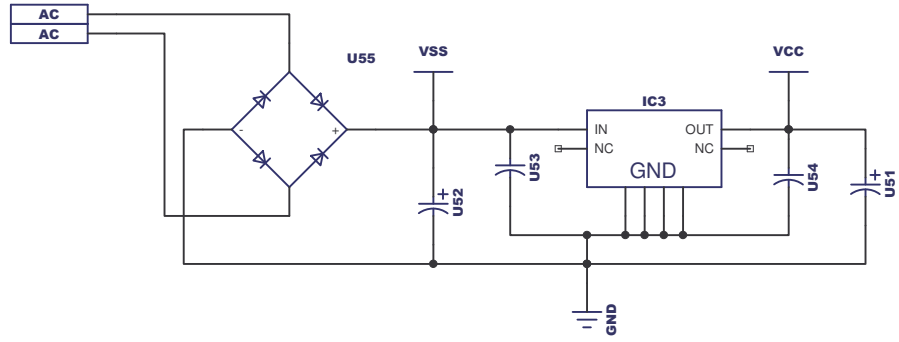 AC
AC
U55
VSS
VCC
IC3
- +
IN OUT
NC NC
GND
U53
U54
U51
U52
GND